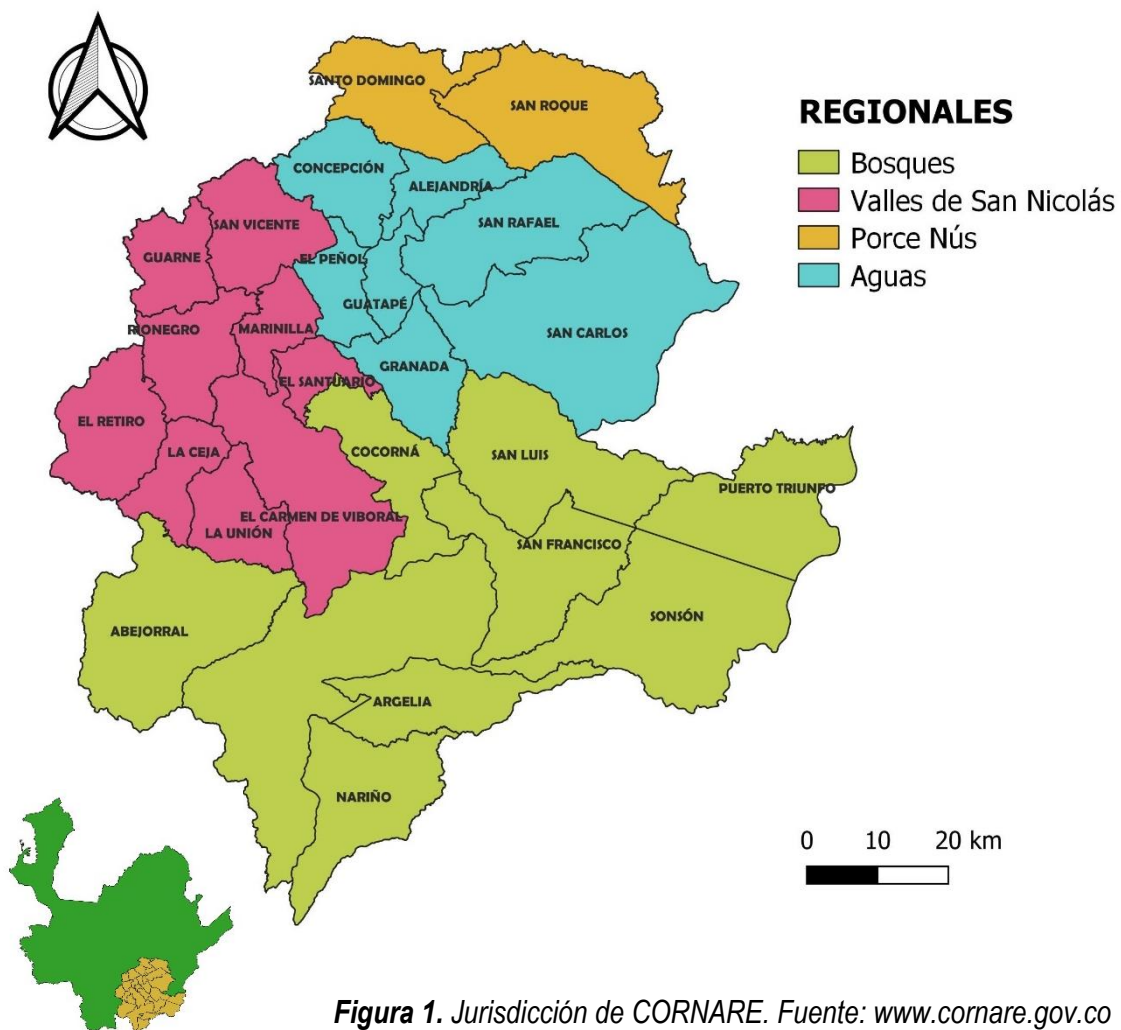 SANTO DOMINGO
SAN ROQUE
CONCEPCIÓN
ALEJANDRÍA
SAN VICENTE
SAN RAFAEL
GUARNE
EL PEÑOL
GUATAPÉ
RIONEGRO
MARINILLA
SAN CARLOS
GRANADA
EL SANTUARIO
EL RETIRO
LA CEJA
COCORNÁ
SAN LUIS
PUERTO TRIUNFO
EL CARMEN DE VIBORAL
LA UNIÓN
SAN FRANCISCO
ABEJORRAL
SONSÓN
ARGELIA
NARIÑO
REGIONALES
Bosques
Valles de San Nicolás
Porce Nús
Aguas
0 10 20 km
Figura 1. Jurisdicción de CORNARE. Fuente: www.cornare.gov.co